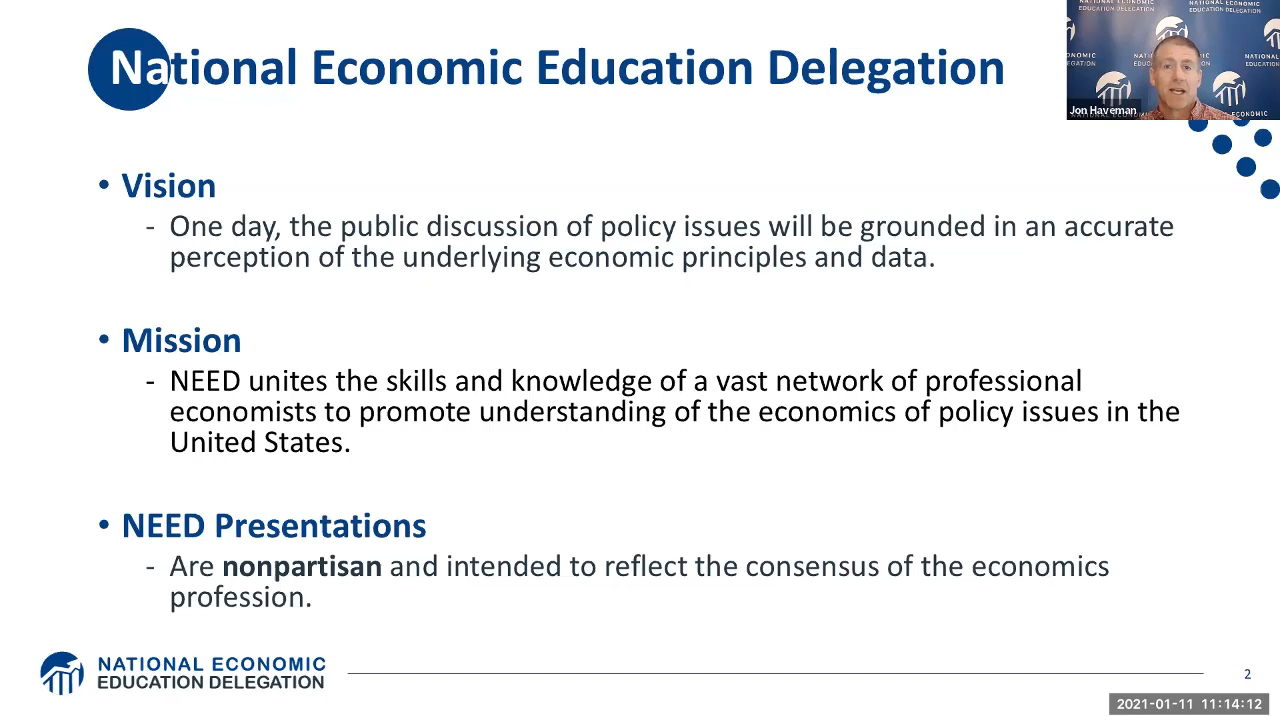 National Economic Education Delegation
Jon Haveman
• Vision
- One day, the public discussion of policy issues will be grounded in an accurate
perception of the underlying economic principles and data.
• Mission
- NEED unites the skills and knowledge of a vast network of professional
economists to promote understanding of the economics of policy issues in the
United States.
• NEED Presentations
- Are nonpartisan and intended to reflect the consensus of the economics
profession.
NATIONAL ECONOMIC
EDUCATION DELEGATION
2
2021-01-11 11:14:12